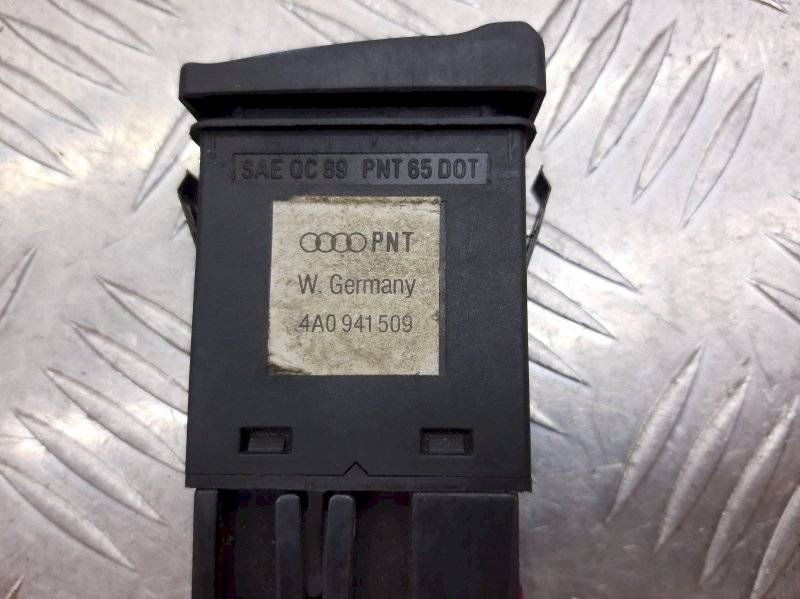 SAE QC 89 PNT 65 DOT
PNT
W. Germany
4A0 941 509